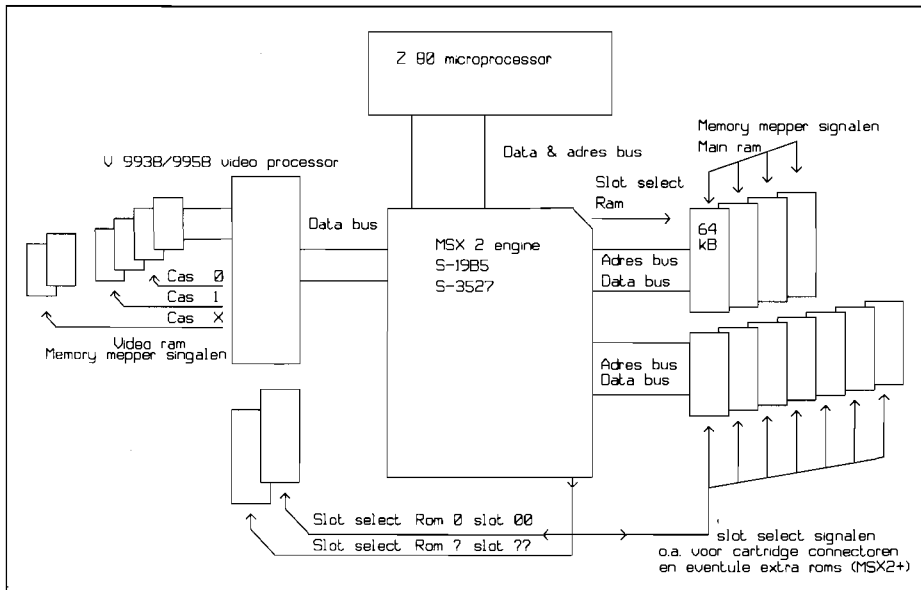 Z 80 microprocessor
Memory mepper signalen
Main ram
V 9938/9958 video processor
Data & adres bus
Slot select
Ram
Data bus
64
kB
MSX 2 engine
S-1985
S-3527
Adres bus
Data bus
Cas 0
Cas 1
Cas X
Video ram
Memory mepper singalen
Adres bus
Data bus
Slot select Rom 0 slot 00
Slot select Rom ? slot ??
slot select signalen
o.a. voor cartridge connectoren
en eventule extra roms (MSX2+)